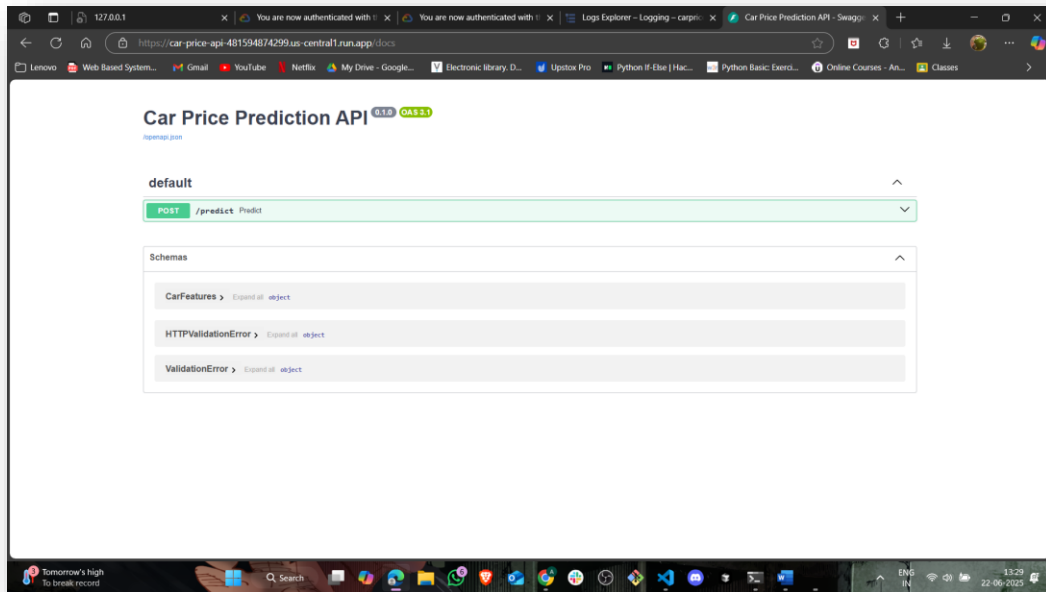 127.0.0.1
You are now authenticated with t
You are now authenticated with t
Logs Explorer – Logging – carpric
Car Price Prediction API - Swagge
https://car-price-api-481594874299.us-central1.run.app/docs
Lenovo
Web Based System...
Gmail
YouTube
Netflix
My Drive - Google...
Electronic library. D...
Upstox Pro
Python If-Else | Hac...
Python Basic: Exerci...
Online Courses - An...
Classes
Car Price Prediction API 0.1.0 OAS 3.1
/openapi.json
default
POST /predict Predict
Schemas
CarFeatures Expand all object
HTTPValidationError Expand all object
ValidationError Expand all object
3
Tomorrow's high
To break record
Search
ENG
IN
13:29
22-06-2025